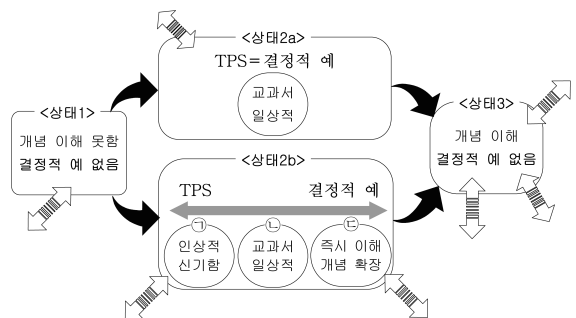 <상태2a>
TPS=결정적 예
교과서
일상적
<상태1>
개념 이해 못함
결정적 예 없음
<상태3>
개념 이해
결정적 예 없음
<상태2b>
TPS 결정적 예
㉠ ㉡ ㉢
인상적 교과서 즉시 이해
신기함 일상적 개념 확장